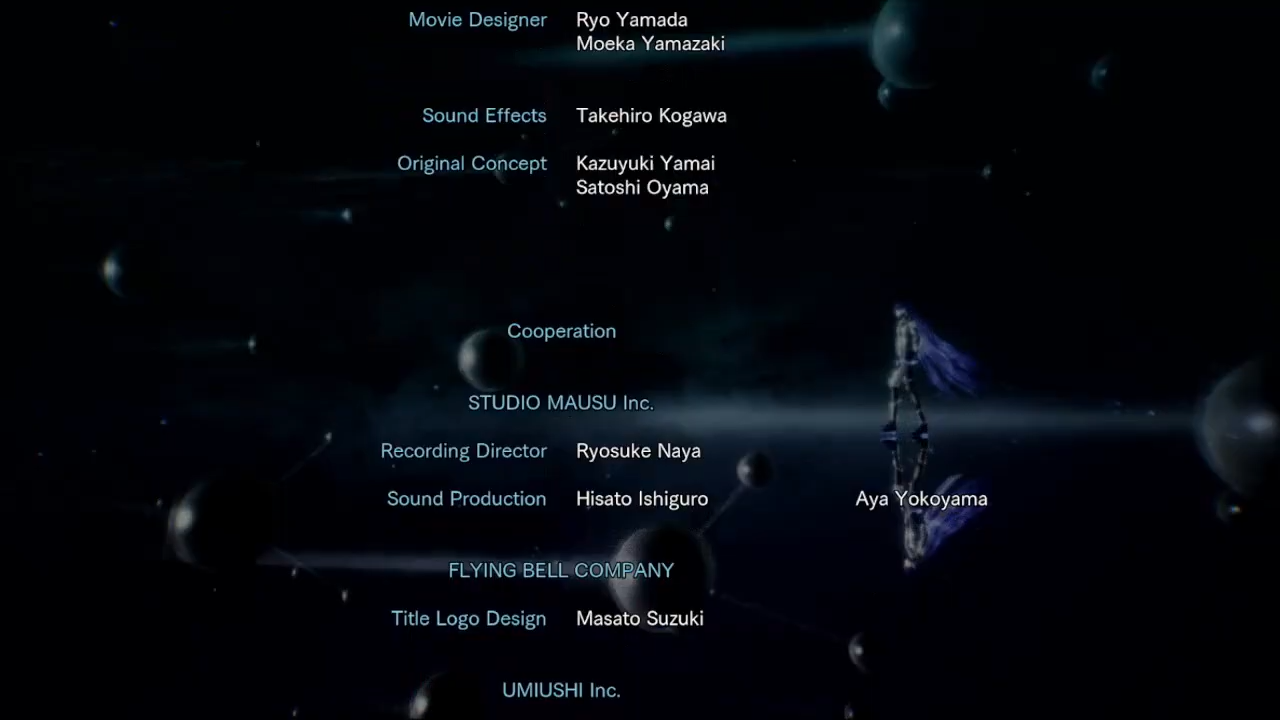 Movie Designer Ryo Yamada
Moeka Yamazaki
Sound Effects Takehiro Kogawa
Original Concept Kazuyuki Yamai
Satoshi Oyama
Cooperation
STUDIO MAUSU Inc.
Recording Director Ryosuke Naya
Sound Production Hisato Ishiguro Aya Yokoyama
FLYING BELL COMPANY
Title Logo Design Masato Suzuki
UMIUSHI Inc.